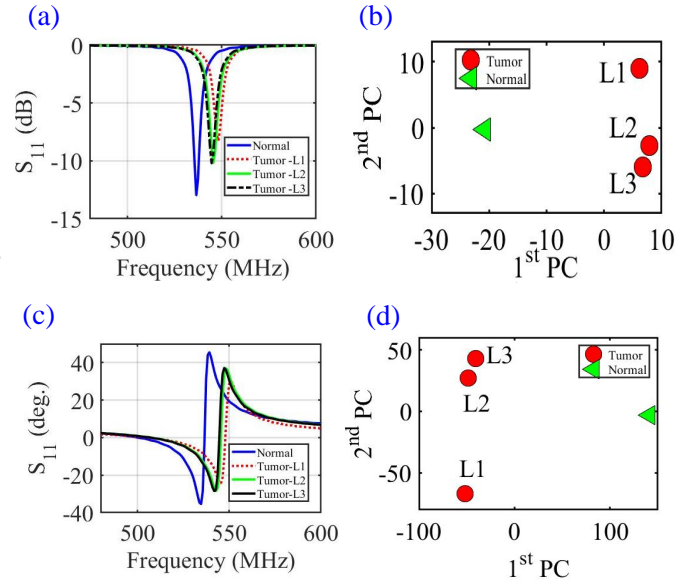 (a)
S11 (dB)
0
-5
-10
-15
500
550
600
Frequency (MHz)
Normal
Tumor -L1
Tumor -L2
Tumor -L3
(b)
2nd PC
10
0
-10
-30
-20
-10
0
10
1st PC
Tumor
Normal
L1
L2
L3
(c)
S11 (deg.)
40
20
0
-20
-40
500
550
600
Frequency (MHz)
Normal
Tumor-L1
Tumor-L2
Tumor-L3
(d)
2nd PC
50
0
-50
-100
0
100
1st PC
Tumor
Normal
L3
L2
L1